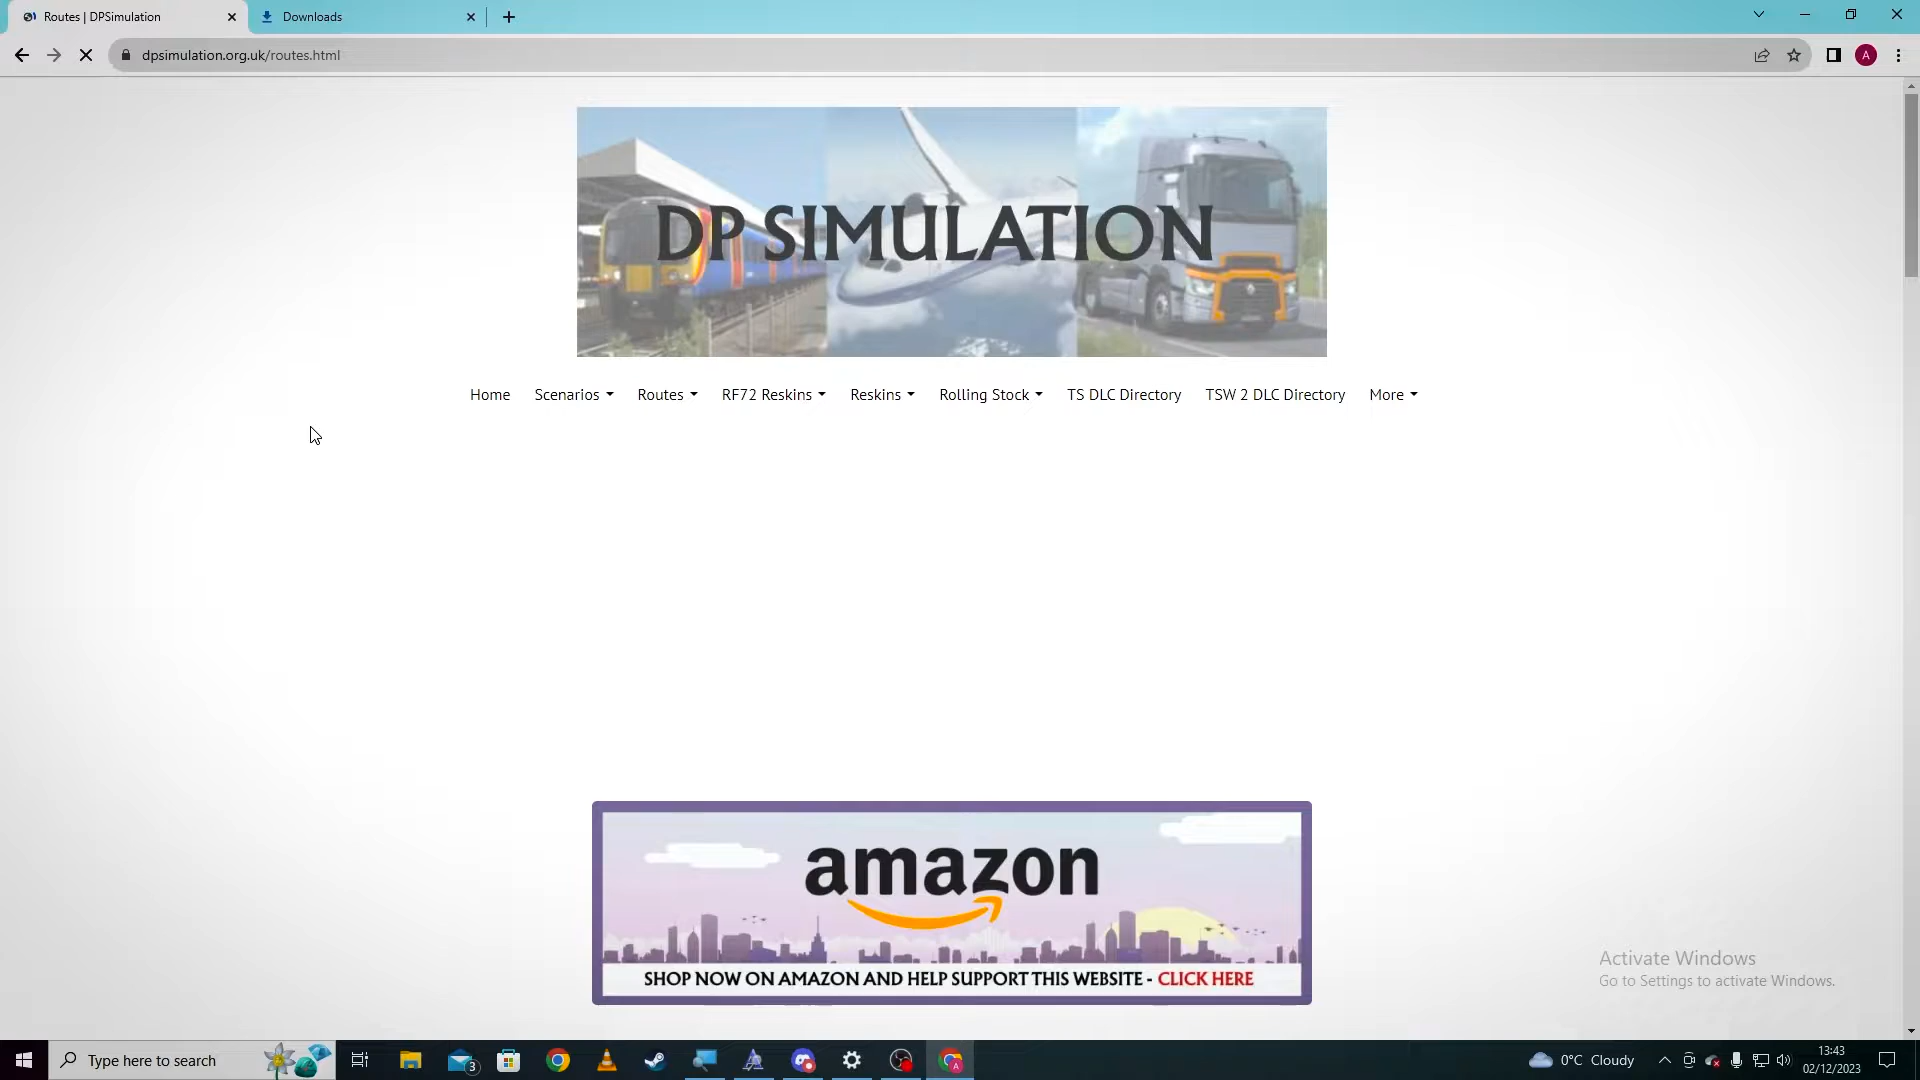 Routes | DPSimulation
Downloads
dpsimulation.org.uk/routes.html
A
DP SIMULATION
Home Scenarios Routes RF72 Reskins Reskins Rolling Stock TS DLC Directory TSW 2 DLC Directory More
amazon
SHOP NOW ON AMAZON AND HELP SUPPORT THIS WEBSITE - CLICK HERE
Activate Windows
Go to Settings to activate Windows.
Type here to search
3
A
0°C Cloudy
13:43
02/12/2023